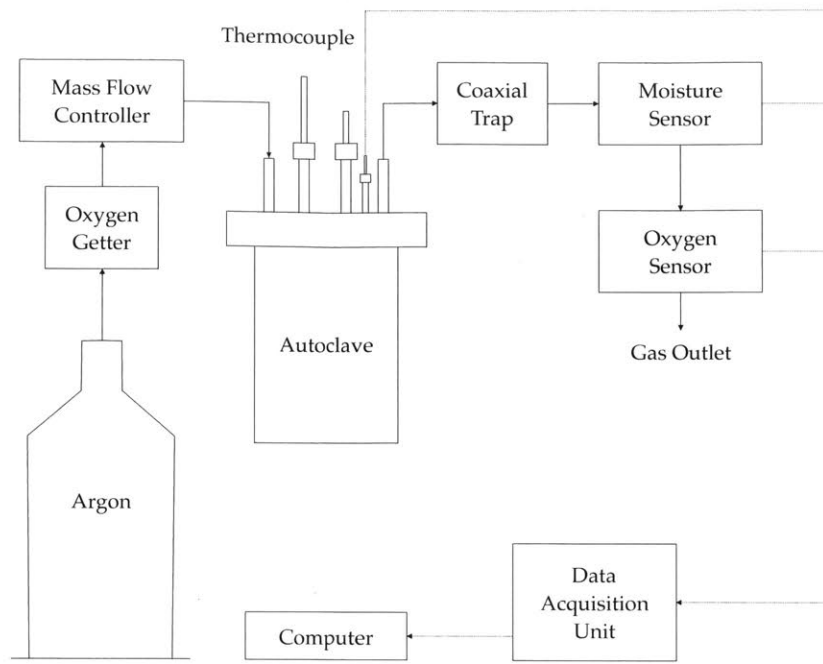 Thermocouple
Mass Flow
Controller
Coaxial
Trap
Moisture
Sensor
Oxygen
Getter
Oxygen
Sensor
Autoclave
Gas Outlet
Argon
Data
Acquisition
Unit
Computer